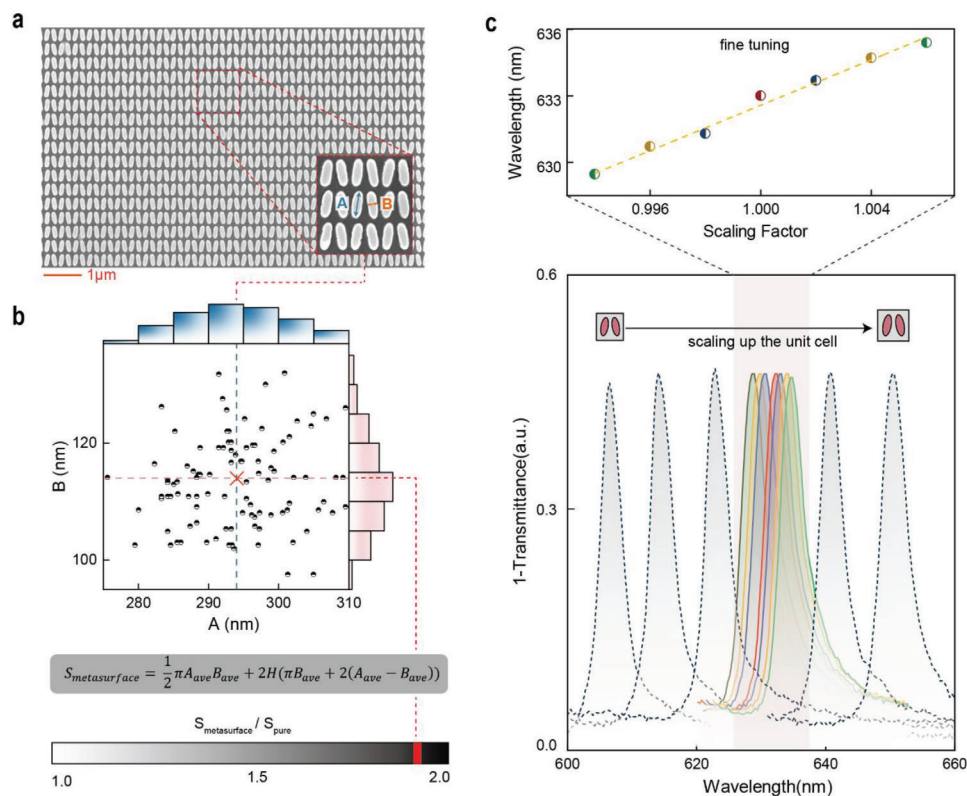 a
A
B
1μm
b
B (nm)
120
100
280
290
300
310
A (nm)
S_metasurface = 1/2 πA_ave B_ave + 2H(πB_ave + 2(A_ave − B_ave))
S_metasurface / S_pure
1.0
1.5
2.0
c
636
633
630
Wavelength (nm)
fine tuning
0.996
1.000
1.004
Scaling Factor
0.6
0.3
0.0
1-Transmittance(a.u.)
scaling up the unit cell
600
620
640
660
Wavelength(nm)